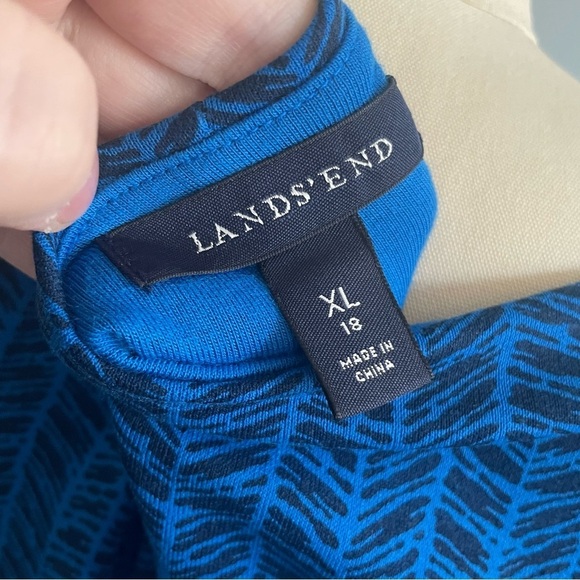 LANDS' END
XL
18
MADE IN
CHINA